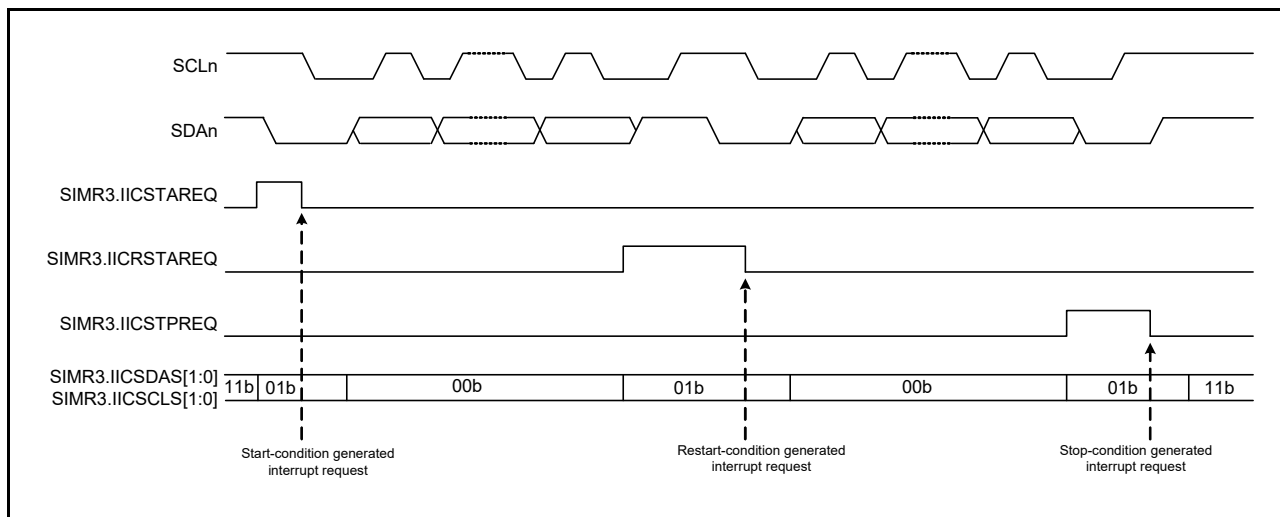 SCLn
SDAn
SIMR3.IICSTAREQ
SIMR3.IICRSTAREQ
SIMR3.IICSTPREQ
SIMR3.IICSDAS[1:0]
SIMR3.IICSCLS[1:0]
11b 01b 00b 01b 00b 01b 11b
Start-condition generated
interrupt request
Restart-condition generated
interrupt request
Stop-condition generated
interrupt request